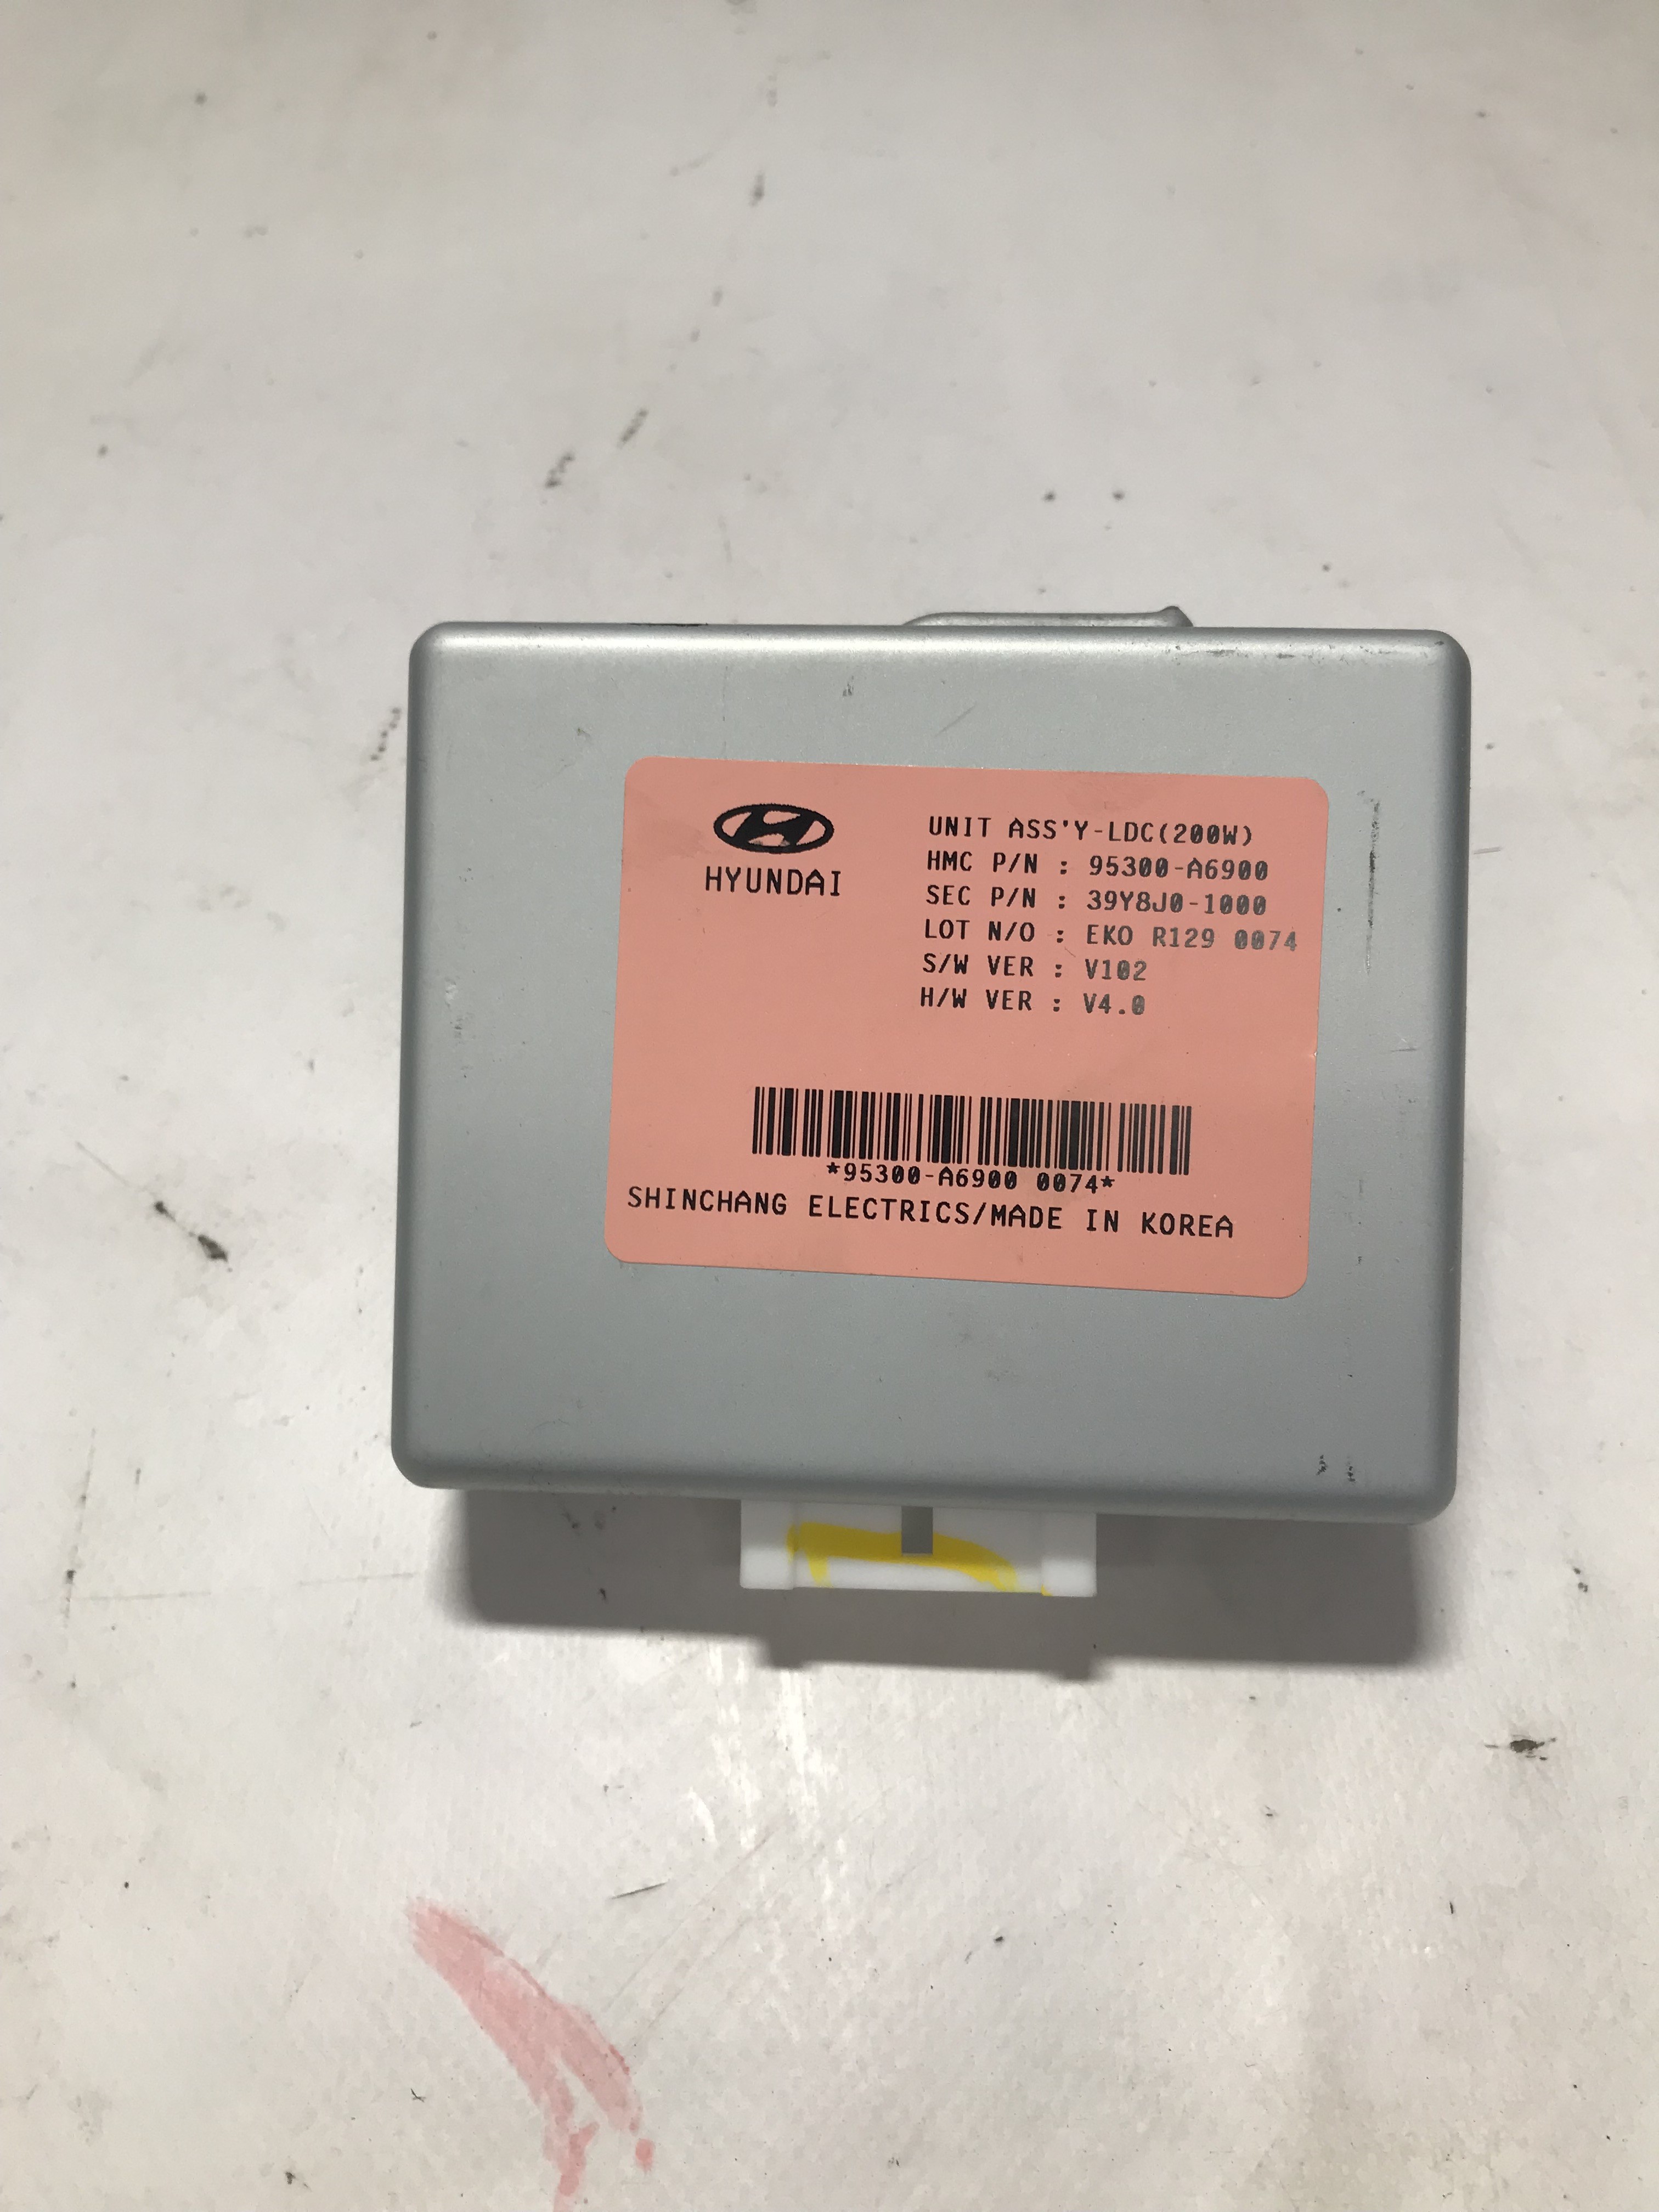 HYUNDAI
UNIT ASS'Y-LDC(200W)
HMC P/N : 95300-A6900
SEC P/N : 39Y8J0-1000
LOT N/O : EKO R129 0074
S/W VER : V102
H/W VER : V4.0
*95300-A6900 0074*
SHINCHANG ELECTRICS/MADE IN KOREA